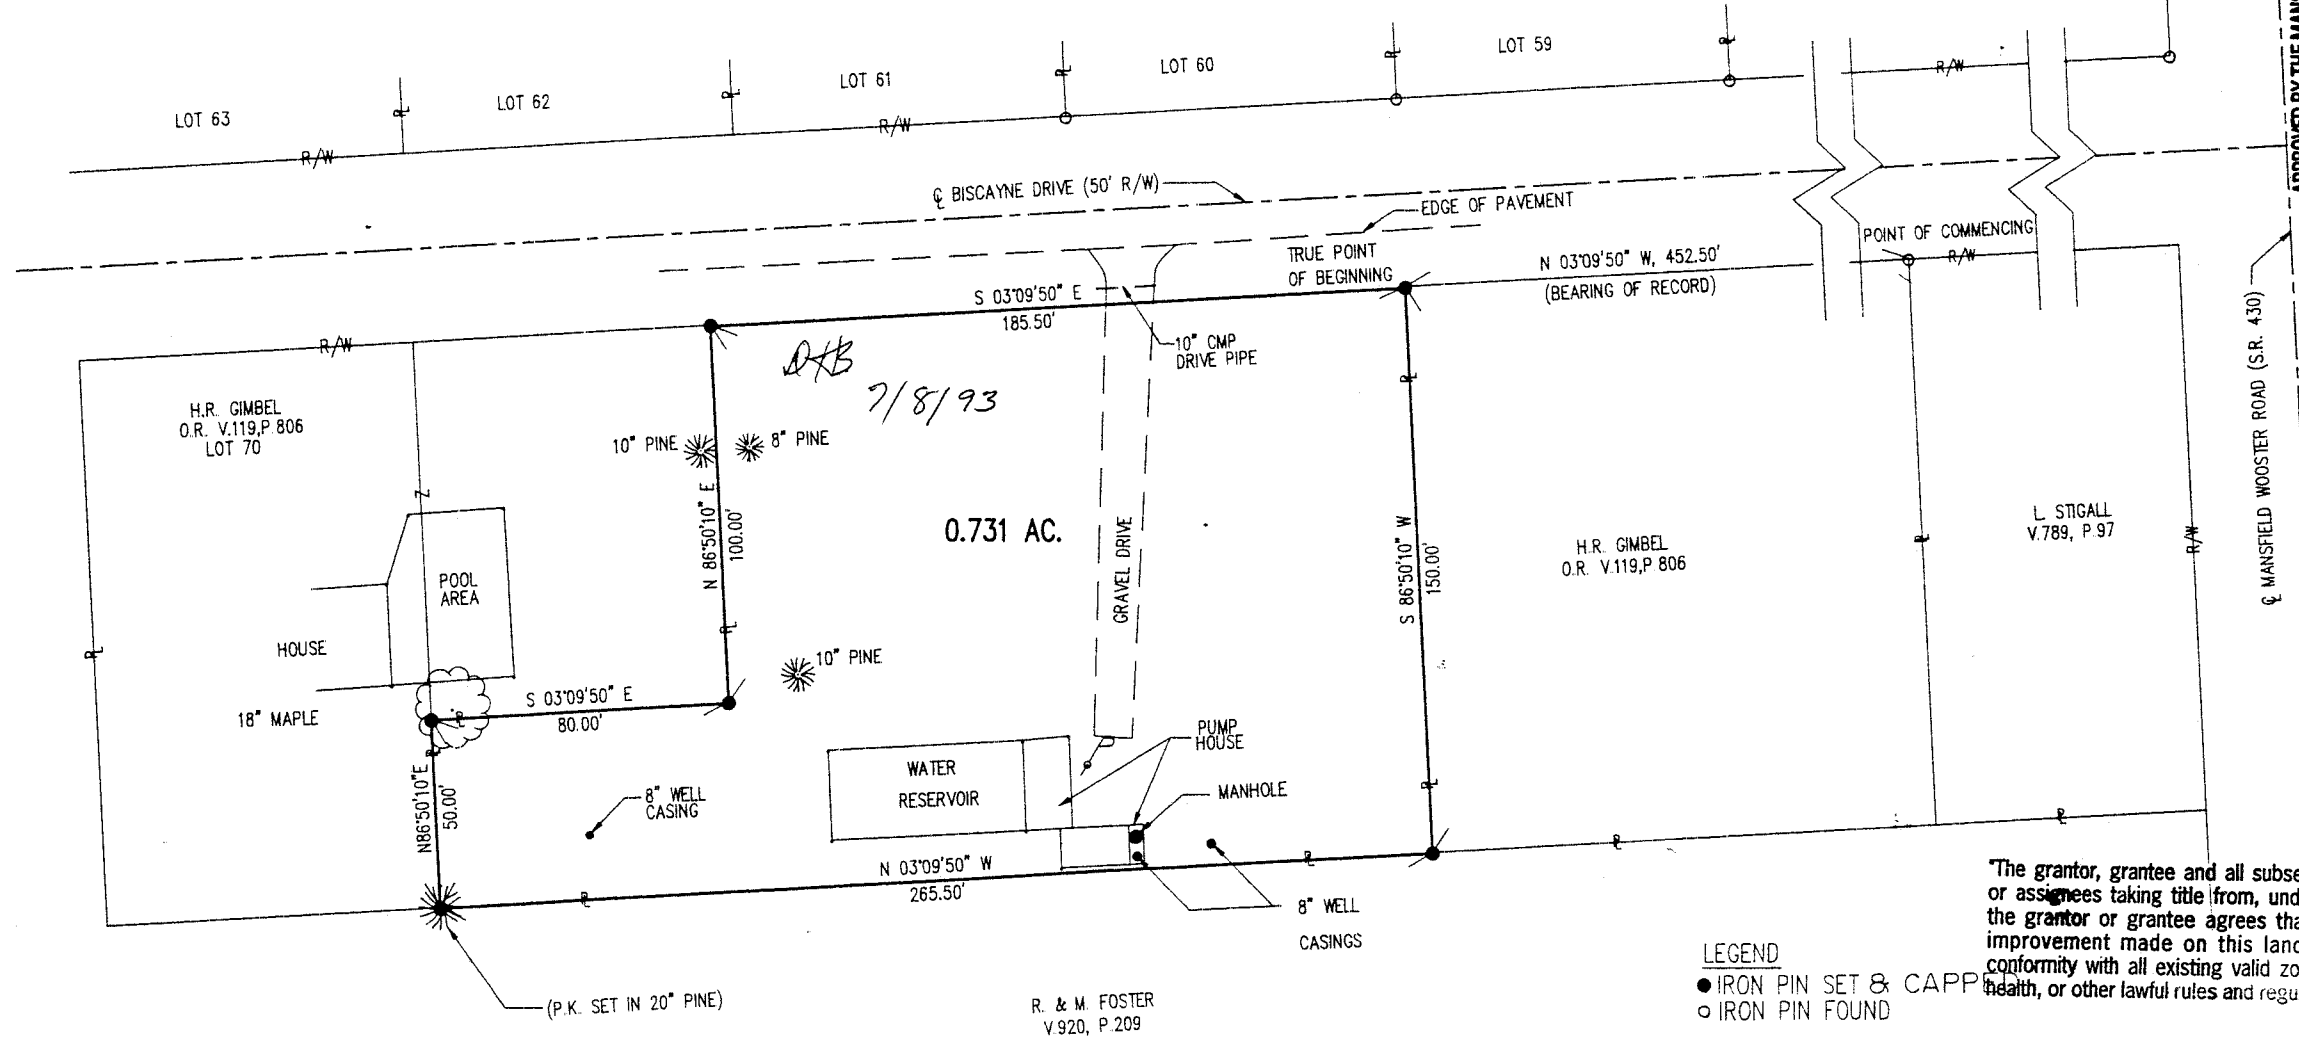 LOT 63
LOT 62
LOT 61
LOT 60
LOT 59
R/W
R/W
R/W
℄ BISCAYNE DRIVE (50' R/W)
EDGE OF PAVEMENT
TRUE POINT
OF BEGINNING
N 03°09'50" W, 452.50'
(BEARING OF RECORD)
POINT OF COMMENCING
R/W
S 03°09'50" E
185.50'
10" CMP
DRIVE PIPE
R/W
7/8/93
H.R. GIMBEL
O.R. V.119,P.806
LOT 70
10" PINE
8" PINE
N 86°50'10" E
100.00'
0.731 AC.
GRAVEL DRIVE
S 86°50'10" W
150.00'
H.R. GIMBEL
O.R. V.119,P.806
L. STIGALL
V.789, P.97
R/W
℄ MANSFIELD WOOSTER ROAD (S.R. 430)
Z
POOL
AREA
HOUSE
10" PINE
18" MAPLE
S 03°09'50" E
80.00'
N86°50'10"E
50.00'
8" WELL
CASING
WATER
RESERVOIR
PUMP
HOUSE
MANHOLE
N 03°09'50" W
265.50'
8" WELL
CASINGS
(P.K. SET IN 20" PINE)
R. & M. FOSTER
V.920, P.209
LEGEND
IRON PIN SET & CAPPED
IRON PIN FOUND
"The grantor, grantee and all subse
or assignees taking title from, und
the grantor or grantee agrees tha
improvement made on this land
conformity with all existing valid zo
health, or other lawful rules and regu
APPROVED BY THE MAN